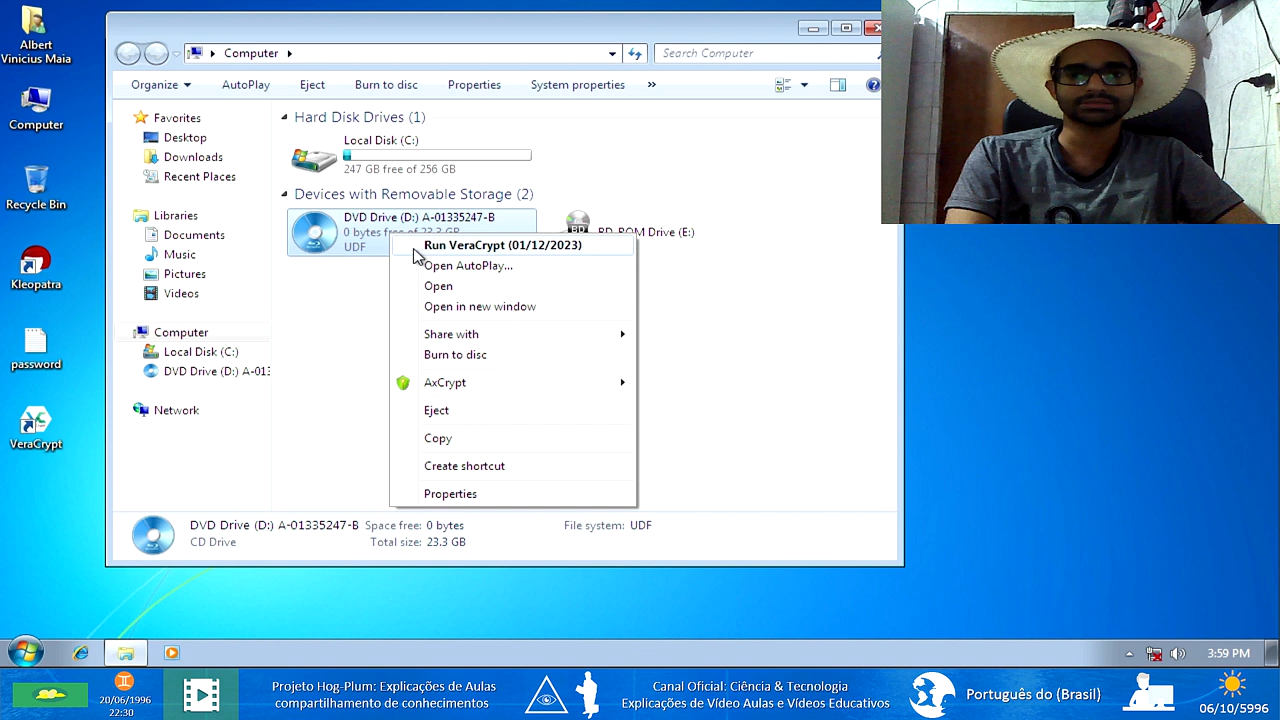 Albert
Vinicius Maia
Computer
Recycle Bin
Kleopatra
password
VeraCrypt
Computer
Search Computer
Organize
AutoPlay
Eject
Burn to disc
Properties
System properties
»
Favorites
Desktop
Downloads
Recent Places
Libraries
Documents
Music
Pictures
Videos
Computer
Local Disk (C:)
DVD Drive (D:) A-013
Network
Hard Disk Drives (1)
Local Disk (C:)
247 GB free of 256 GB
Devices with Removable Storage (2)
DVD Drive (D:) A-01335247-B
0 bytes free of 23.3 GB
UDF
BD
BD-ROM Drive (E:)
Run VeraCrypt (01/12/2023)
Open AutoPlay...
Open
Open in new window
Share with
Burn to disc
AxCrypt
Eject
Copy
Create shortcut
Properties
DVD Drive (D:) A-01335247-B Space free: 0 bytes File system: UDF
CD Drive Total size: 23.3 GB
3:59 PM
20/06/1996
22:30
Projeto Hog-Plum: Explicações de Aulas
compartilhamento de conhecimentos
Canal Oficial: Ciência & Tecnologia
Explicações de Vídeo Aulas e Vídeos Educativos
Português do (Brasil)
06/10/5996